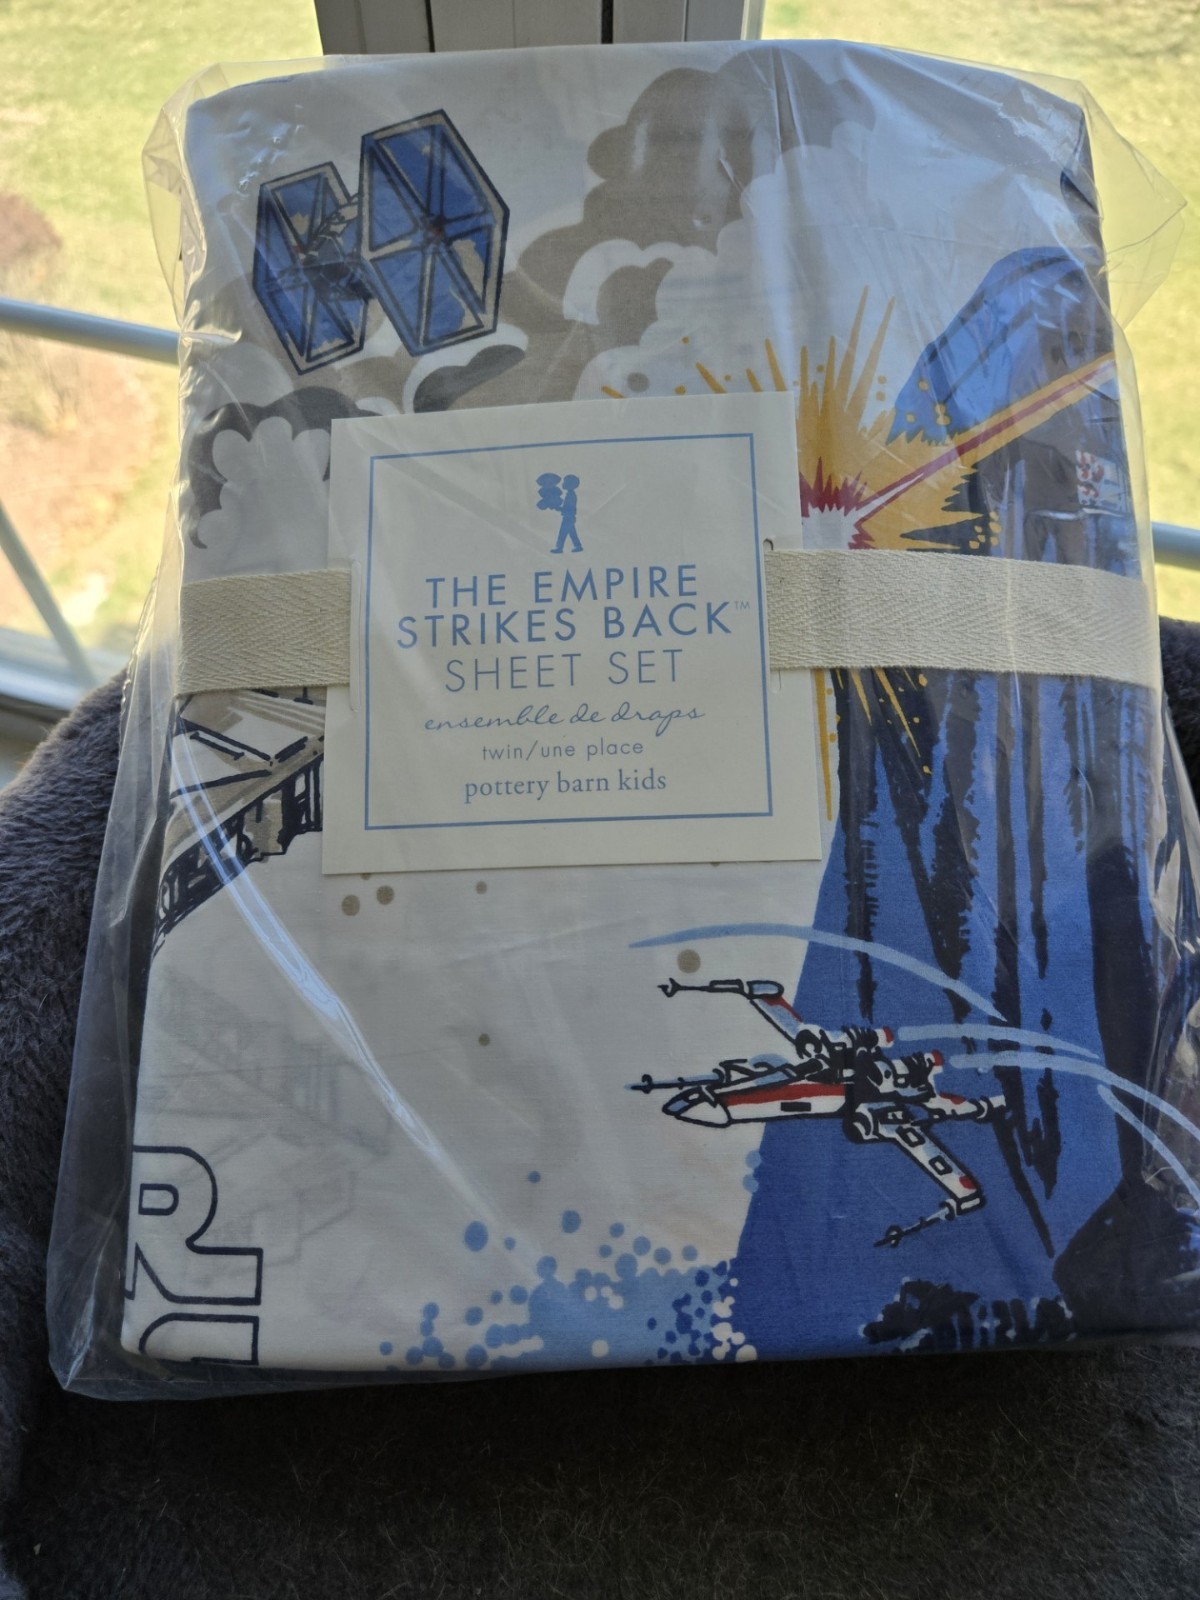 THE EMPIRE
STRIKES BACK™
SHEET SET
ensemble de draps
twin/une place
pottery barn kids
R